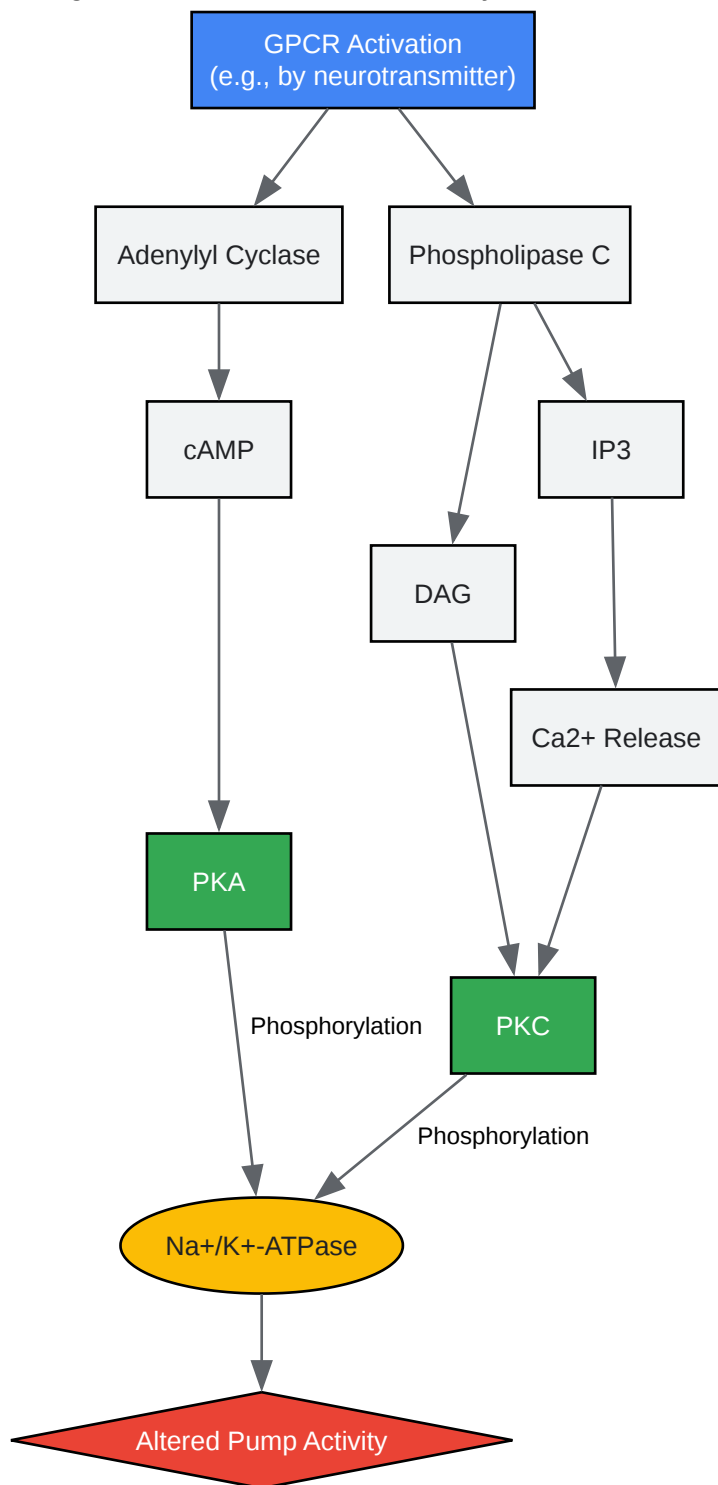 GPCR Activation
(e.g., by neurotransmitter)
Adenylyl Cyclase
Phospholipase C
cAMP
IP3
DAG
Ca2+ Release
PKA
PKC
Phosphorylation
Phosphorylation
Na+/K+-ATPase
Altered Pump Activity